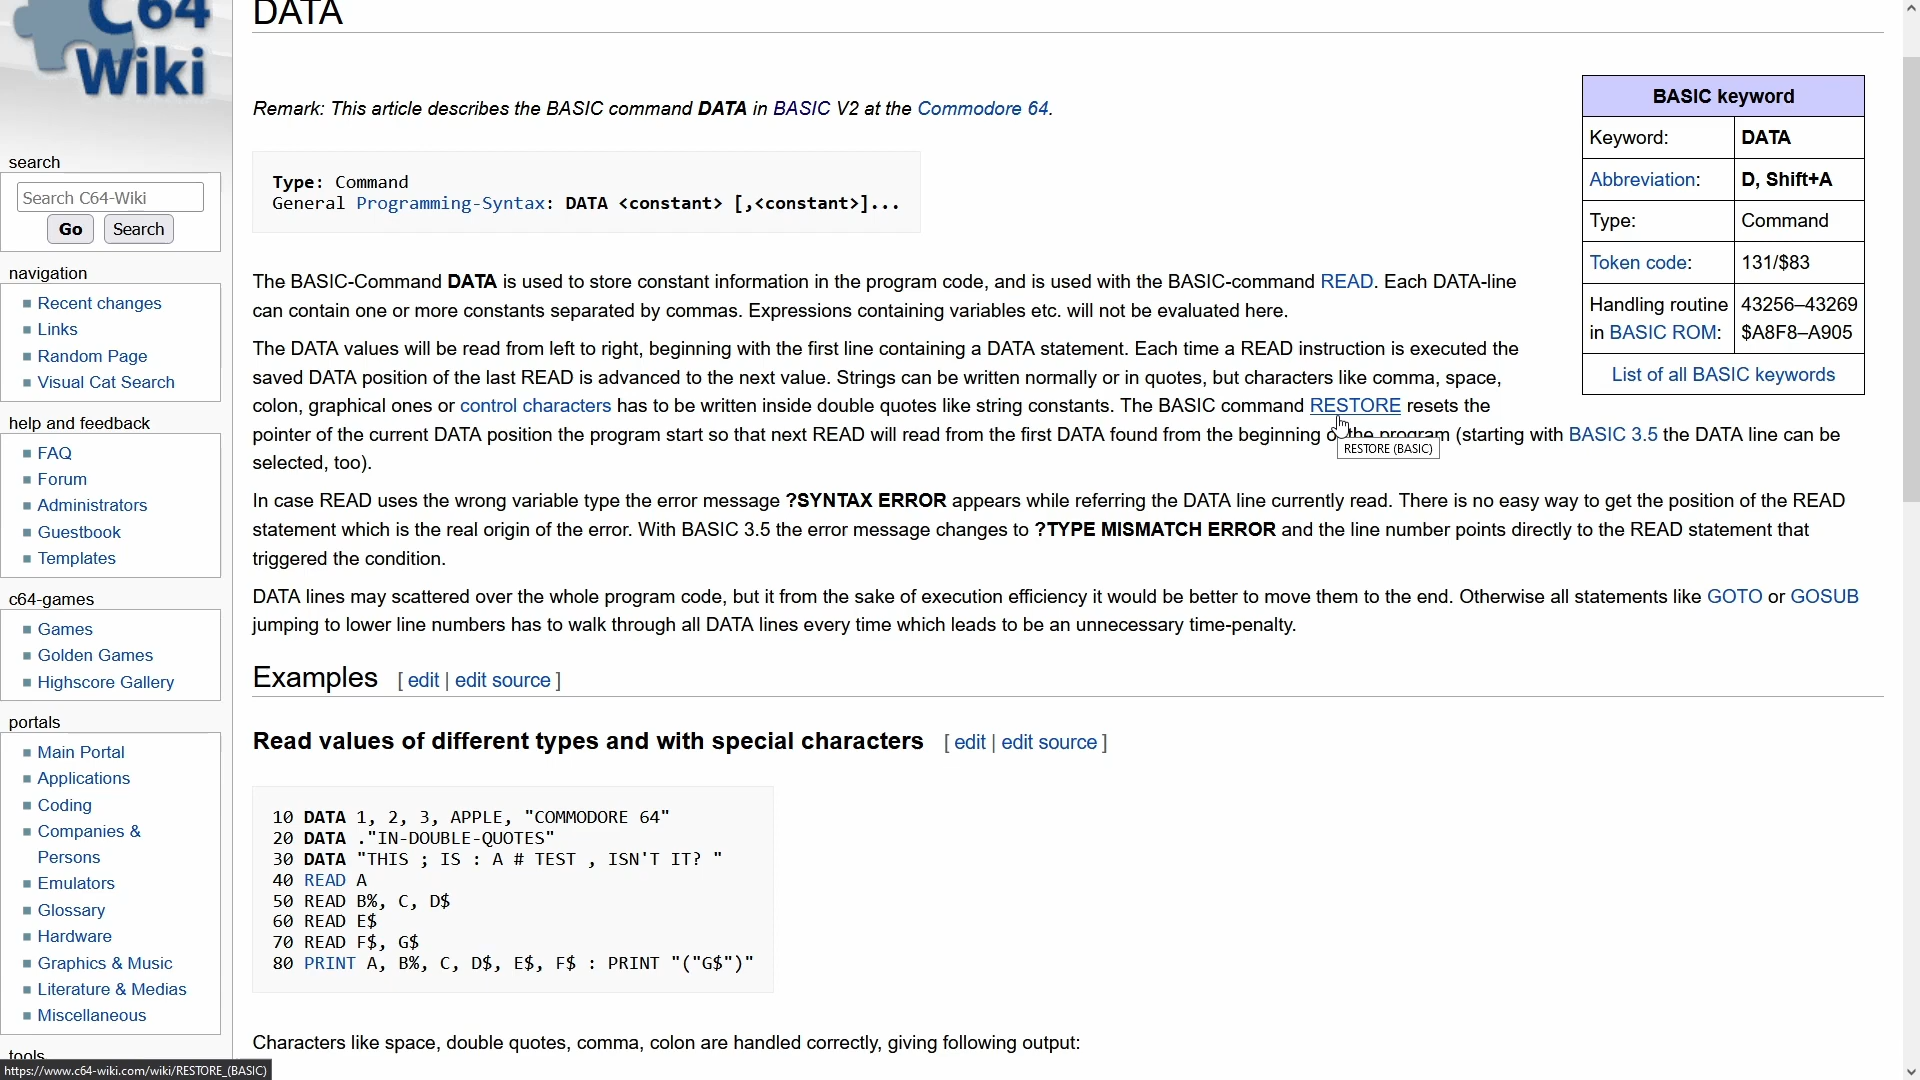 C64
Wiki
search
Search C64-Wiki
Go Search
navigation
Recent changes
Links
Random Page
Visual Cat Search
help and feedback
FAQ
Forum
Administrators
Guestbook
Templates
c64-games
Games
Golden Games
Highscore Gallery
portals
Main Portal
Applications
Coding
Companies &
Persons
Emulators
Glossary
Hardware
Graphics & Music
Literature & Medias
Miscellaneous
tools
DATA
Remark: This article describes the BASIC command DATA in BASIC V2 at the Commodore 64.
Type: Command
General Programming-Syntax: DATA <constant> [,<constant>]...
BASIC keyword
Keyword: DATA
Abbreviation: D, Shift+A
Type: Command
Token code: 131/$83
Handling routine 43256–43269
in BASIC ROM: $A8F8–A905
List of all BASIC keywords
The BASIC-Command DATA is used to store constant information in the program code, and is used with the BASIC-command READ. Each DATA-line
can contain one or more constants separated by commas. Expressions containing variables etc. will not be evaluated here.
The DATA values will be read from left to right, beginning with the first line containing a DATA statement. Each time a READ instruction is executed the
saved DATA position of the last READ is advanced to the next value. Strings can be written normally or in quotes, but characters like comma, space,
colon, graphical ones or control characters has to be written inside double quotes like string constants. The BASIC command RESTORE resets the
pointer of the current DATA position the program start so that next READ will read from the first DATA found from the beginning of the program (starting with BASIC 3.5 the DATA line can be
RESTORE (BASIC)
selected, too).
In case READ uses the wrong variable type the error message ?SYNTAX ERROR appears while referring the DATA line currently read. There is no easy way to get the position of the READ
statement which is the real origin of the error. With BASIC 3.5 the error message changes to ?TYPE MISMATCH ERROR and the line number points directly to the READ statement that
triggered the condition.
DATA lines may scattered over the whole program code, but it from the sake of execution efficiency it would be better to move them to the end. Otherwise all statements like GOTO or GOSUB
jumping to lower line numbers has to walk through all DATA lines every time which leads to be an unnecessary time-penalty.
Examples [ edit | edit source ]
Read values of different types and with special characters [ edit | edit source ]
10 DATA 1, 2, 3, APPLE, "COMMODORE 64"
20 DATA ."IN-DOUBLE-QUOTES"
30 DATA "THIS ; IS : A # TEST , ISN'T IT? "
40 READ A
50 READ B%, C, D$
60 READ E$
70 READ F$, G$
80 PRINT A, B%, C, D$, E$, F$ : PRINT "("G$")"
Characters like space, double quotes, comma, colon are handled correctly, giving following output:
https://www.c64-wiki.com/wiki/RESTORE_(BASIC)